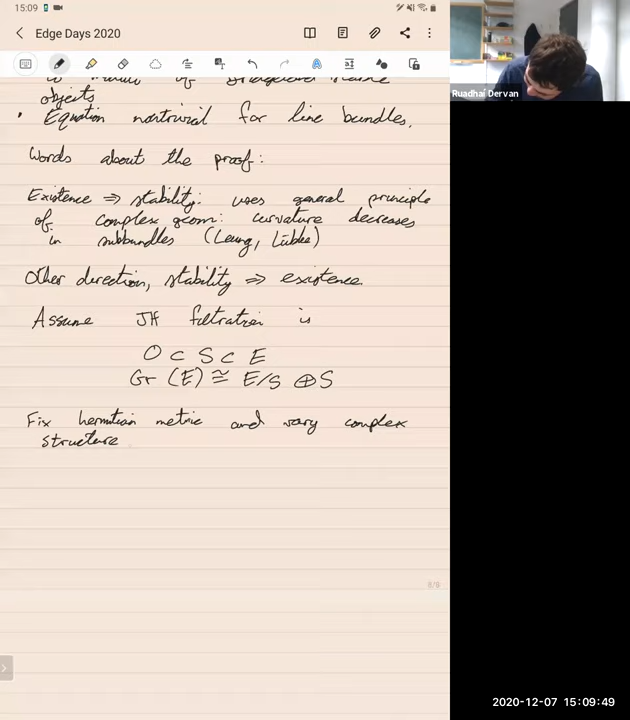 15:09
Edge Days 2020
objects
• Equation nontrivial for line bundles.
Words about the proof:
Existence ⇒ stability: uses general principle
of complex geom: curvature decreases
in subbundles (Leung, Lübke)
Other direction, stability ⇒ existence.
Assume JH filtration is
O ⊂ S ⊂ E
Gr (E) ≅ E/S ⊕ S
Fix hermitian metric and vary complex
structure
8/8
Ruadhaí Dervan
2020-12-07 15:09:49